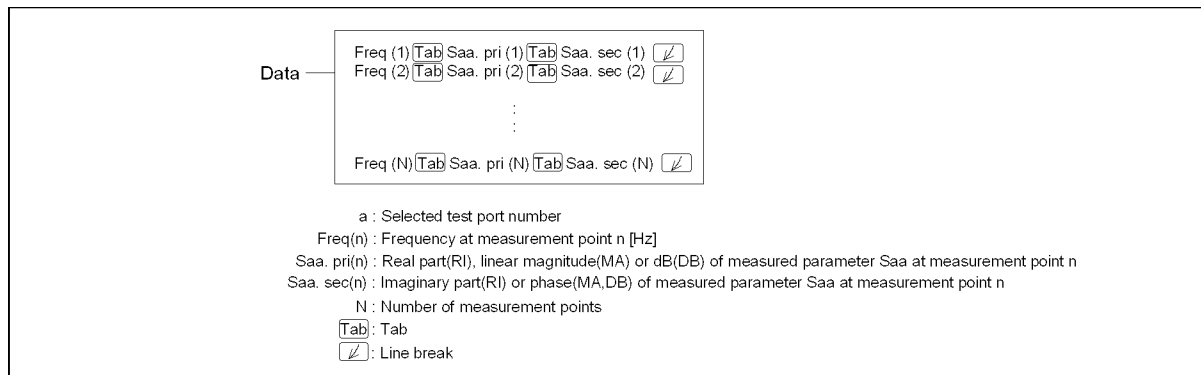 Data
Freq (1) Tab Saa. pri (1) Tab Saa. sec (1)
Freq (2) Tab Saa. pri (2) Tab Saa. sec (2)
Freq (N) Tab Saa. pri (N) Tab Saa. sec (N)
a : Selected test port number
Freq(n) : Frequency at measurement point n [Hz]
Saa. pri(n) : Real part(RI), linear magnitude(MA) or dB(DB) of measured parameter Saa at measurement point n
Saa. sec(n) : Imaginary part(RI) or phase(MA,DB) of measured parameter Saa at measurement point n
N : Number of measurement points
Tab : Tab
: Line break